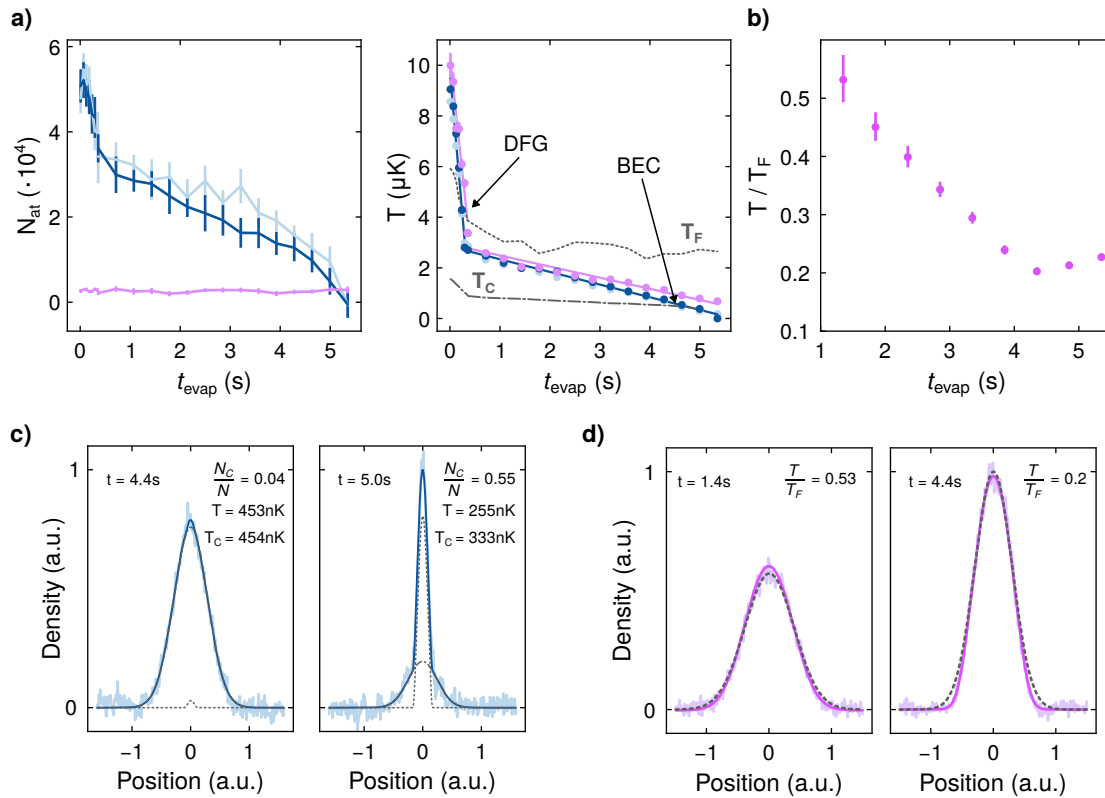 a)
b)
6
4
2
0
N_at (·10^4)
0 1 2 3 4 5
t_evap (s)
10
8
6
4
2
0
T (μK)
DFG
BEC
T_F
T_C
0 1 2 3 4 5
t_evap (s)
0.5
0.4
0.3
0.2
0.1
T / T_F
1 2 3 4 5
t_evap (s)
c)
d)
1
0
Density (a.u.)
t = 4.4s
N_C/N = 0.04
T = 453nK
T_C = 454nK
−1 0 1
Position (a.u.)
t = 5.0s
N_C/N = 0.55
T = 255nK
T_C = 333nK
−1 0 1
Position (a.u.)
1
0
Density (a.u.)
t = 1.4s
T/T_F = 0.53
−1 0 1
Position (a.u.)
t = 4.4s
T/T_F = 0.2
−1 0 1
Position (a.u.)